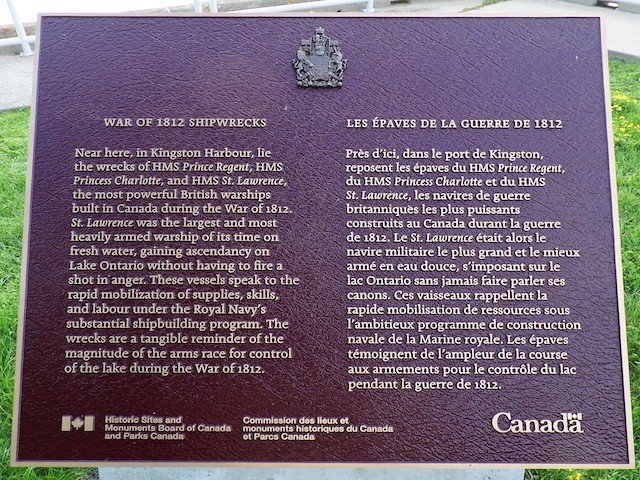 WAR OF 1812 SHIPWRECKS
Near here, in Kingston Harbour, lie
the wrecks of HMS Prince Regent, HMS
Princess Charlotte, and HMS St. Lawrence,
the most powerful British warships
built in Canada during the War of 1812.
St. Lawrence was the largest and most
heavily armed warship of its time on
fresh water, gaining ascendancy on
Lake Ontario without having to fire a
shot in anger. These vessels speak to the
rapid mobilization of supplies, skills,
and labour under the Royal Navy's
substantial shipbuilding program. The
wrecks are a tangible reminder of the
magnitude of the arms race for control
of the lake during the War of 1812.
LES ÉPAVES DE LA GUERRE DE 1812
Près d'ici, dans le port de Kingston,
reposent les épaves du HMS Prince Regent,
du HMS Princess Charlotte et du HMS
St. Lawrence, les navires de guerre
britanniques les plus puissants
construits au Canada durant la guerre
de 1812. Le St. Lawrence était alors le
navire militaire le plus grand et le mieux
armé en eau douce, s'imposant sur le
lac Ontario sans jamais faire parler ses
canons. Ces vaisseaux rappellent la
rapide mobilisation de ressources sous
l'ambitieux programme de construction
navale de la Marine royale. Les épaves
témoignent de l'ampleur de la course
aux armements pour le contrôle du lac
pendant la guerre de 1812.
Historic Sites and
Monuments Board of Canada
and Parks Canada
Commission des lieux et
monuments historiques du Canada
et Parcs Canada
Canada